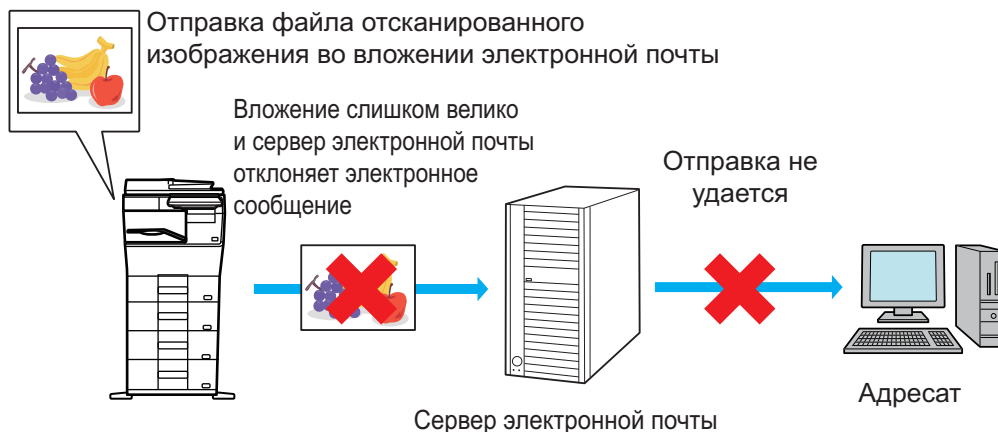 Отправка файла отсканированного
изображения во вложении электронной почты
Вложение слишком велико
и сервер электронной почты
отклоняет электронное
сообщение
Отправка не
удается
Адресат
Сервер электронной почты